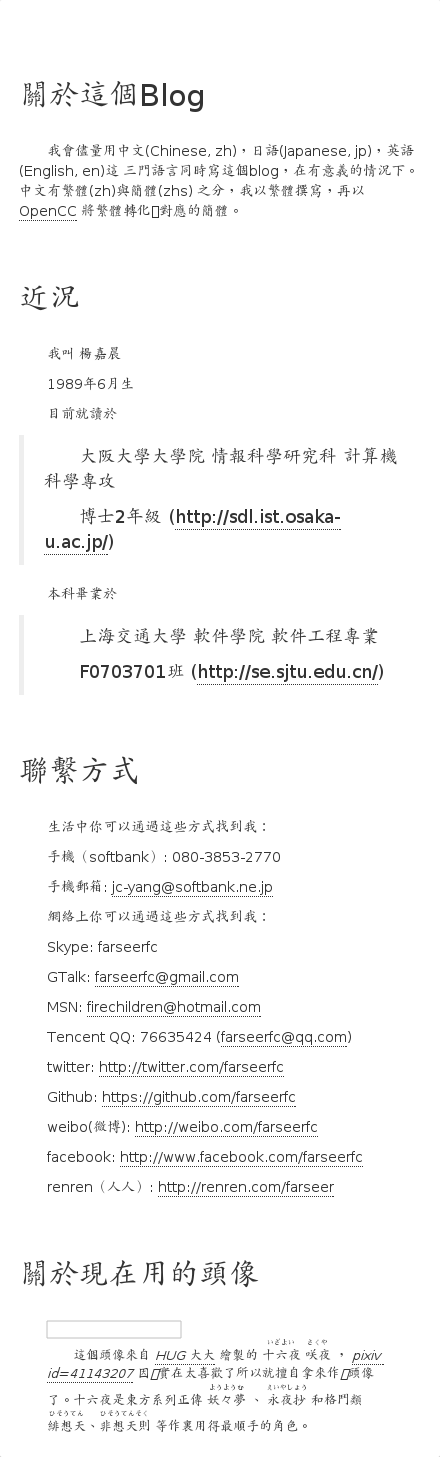 關於這個Blog
我會儘量用中文(Chinese, zh)，日語(Japanese, jp)，英語
(English, en)這 三門語言同時寫這個blog，在有意義的情況下。
中文有繁體(zh)與簡體(zhs) 之分，我以繁體撰寫，再以
OpenCC 將繁體轉化▯對應的簡體。
近況
我叫 楊嘉晨
1989年6月生
目前就讀於
大阪大學大學院 情報科學研究科 計算機
科學專攻
博士2年級 (http://sdl.ist.osaka-
u.ac.jp/)
本科畢業於
上海交通大學 軟件學院 軟件工程專業
F0703701班 (http://se.sjtu.edu.cn/)
聯繫方式
生活中你可以通過這些方式找到我：
手機（softbank）: 080-3853-2770
手機郵箱: jc-yang@softbank.ne.jp
網絡上你可以通過這些方式找到我：
Skype: farseerfc
GTalk: farseerfc@gmail.com
MSN: firechildren@hotmail.com
Tencent QQ: 76635424 (farseerfc@qq.com)
twitter: http://twitter.com/farseerfc
Github: https://github.com/farseerfc
weibo(微博): http://weibo.com/farseerfc
facebook: http://www.facebook.com/farseerfc
renren（人人）: http://renren.com/farseer
關於現在用的頭像
いざよい さくや
這個頭像來自 HUG 大大 繪製的 十六夜 咲夜 ， pixiv
id=41143207 因▯實在太喜歡了所以就擅自拿來作▯頭像
ようようむ えいやしょう
了。十六夜是東方系列正傳 妖々夢 、 永夜抄 和格鬥類
ひそうてん ひそうてんそく
緋想天、非想天則 等作裏用得最順手的角色。